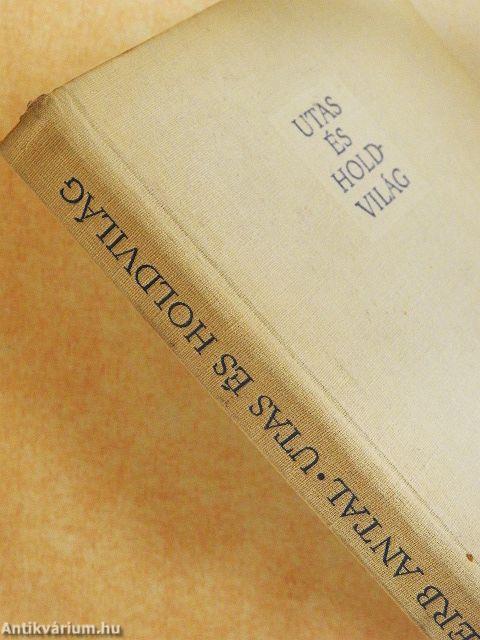 UTAS
ÉS
HOLD-
VILÁG
ERB ANTAL · UTAS ÉS HOLDVILÁG
Antikvárium.hu